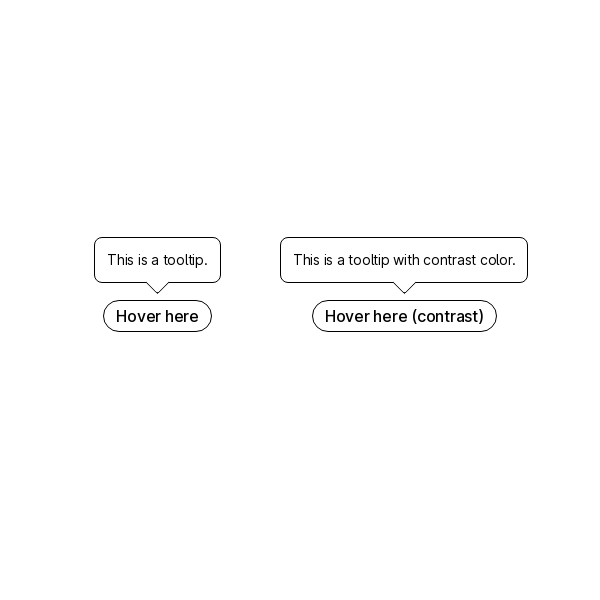 This is a tooltip.
This is a tooltip with contrast color.
Hover here
Hover here (contrast)